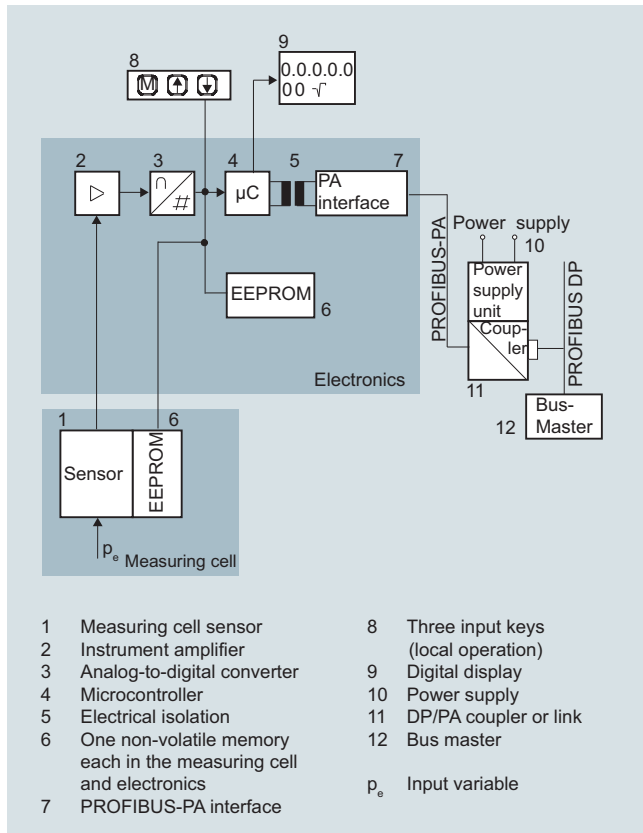 8
9
M
0.0.0.0.0
00 √
2
3
4
5
7
∩
#
µC
PA
interface
EEPROM
6
Electronics
PROFIBUS-PA
Power supply
10
Power
supply
unit
Coup-
ler
11
PROFIBUS DP
12
Bus-
Master
1
6
Sensor
EEPROM
pe Measuring cell
1 Measuring cell sensor
2 Instrument amplifier
3 Analog-to-digital converter
4 Microcontroller
5 Electrical isolation
6 One non-volatile memory
each in the measuring cell
and electronics
7 PROFIBUS-PA interface
8 Three input keys
(local operation)
9 Digital display
10 Power supply
11 DP/PA coupler or link
12 Bus master
pe Input variable